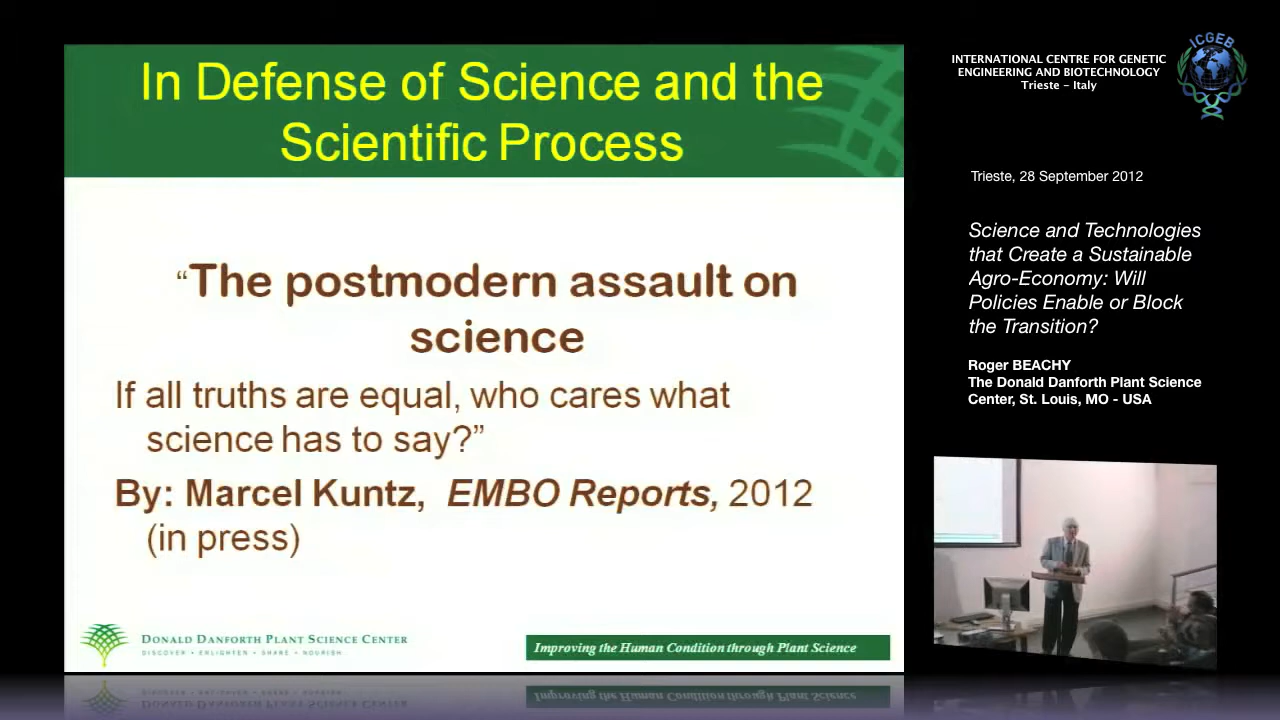 In Defense of Science and the
Scientific Process
“The postmodern assault on
science
If all truths are equal, who cares what
science has to say?”
By: Marcel Kuntz, EMBO Reports, 2012
(in press)
DONALD DANFORTH PLANT SCIENCE CENTER
DISCOVER • ENLIGHTEN • SHARE • NOURISH
Improving the Human Condition through Plant Science
INTERNATIONAL CENTRE FOR GENETIC
ENGINEERING AND BIOTECHNOLOGY
Trieste - Italy
ICGEB
Trieste, 28 September 2012
Science and Technologies
that Create a Sustainable
Agro-Economy: Will
Policies Enable or Block
the Transition?
Roger BEACHY
The Donald Danforth Plant Science
Center, St. Louis, MO - USA